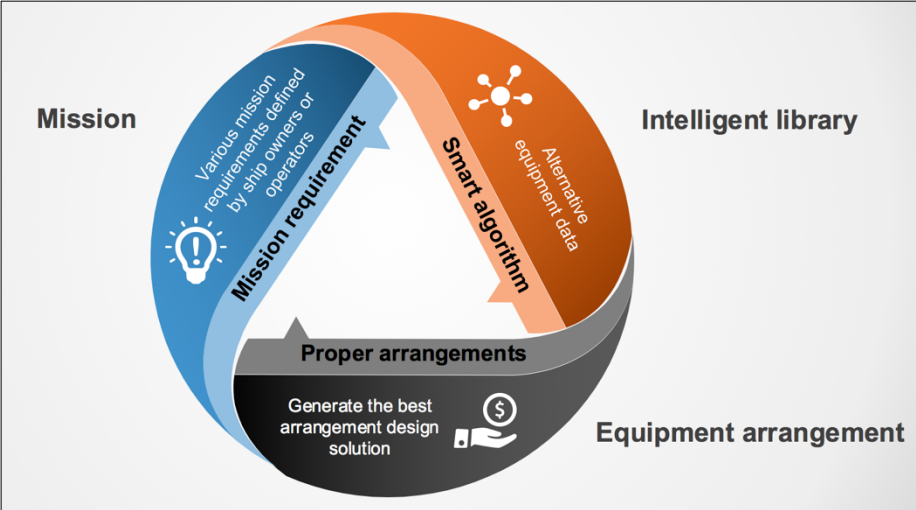 Mission
Various mission
requirements defined
by ship owners or
operators
Mission requirement
Intelligent library
Alternative
equipment data
Smart algorithm
Proper arrangements
Generate the best
arrangement design
solution
$
Equipment arrangement